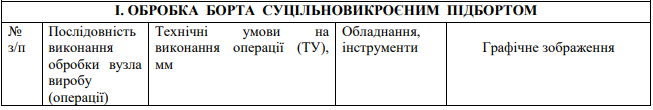 І. ОБРОБКА БОРТА СУЦІЛЬНОВИКРОЄНИМ ПІДБОРТОМ
№
з/п
Послідовність
виконання
обробки вузла
виробу
(операції)
Технічні умови на
виконання операції (ТУ),
мм
Обладнання,
інструменти
Графічне зображення